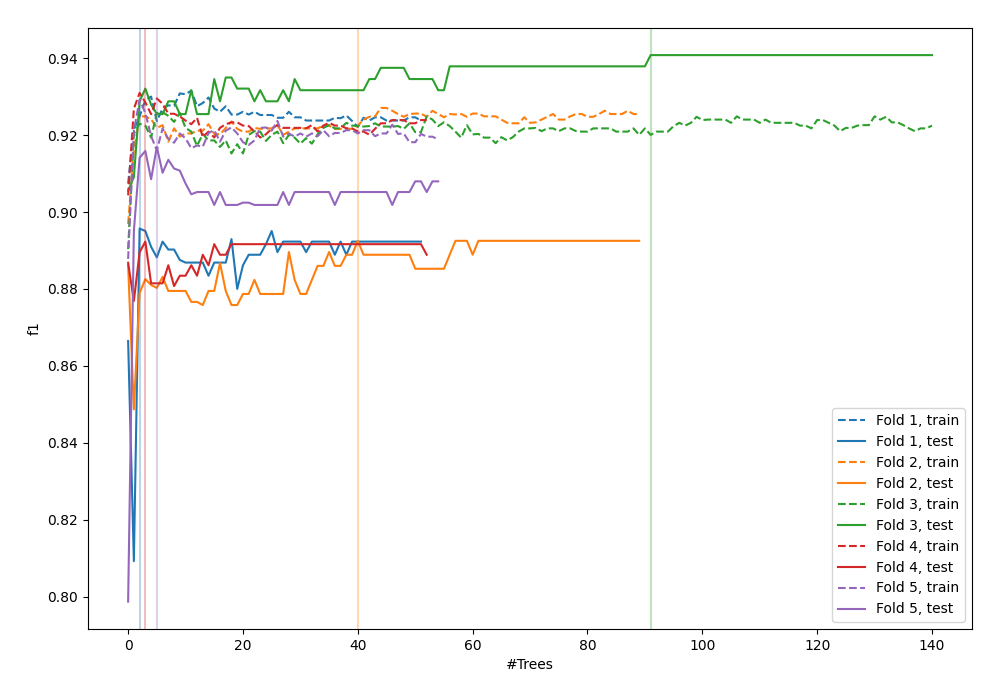 0.94
0.92
0.90
0.88
0.86
0.84
0.82
0.80
f1
0 20 40 60 80 100 120 140
#Trees
Fold 1, train
Fold 1, test
Fold 2, train
Fold 2, test
Fold 3, train
Fold 3, test
Fold 4, train
Fold 4, test
Fold 5, train
Fold 5, test